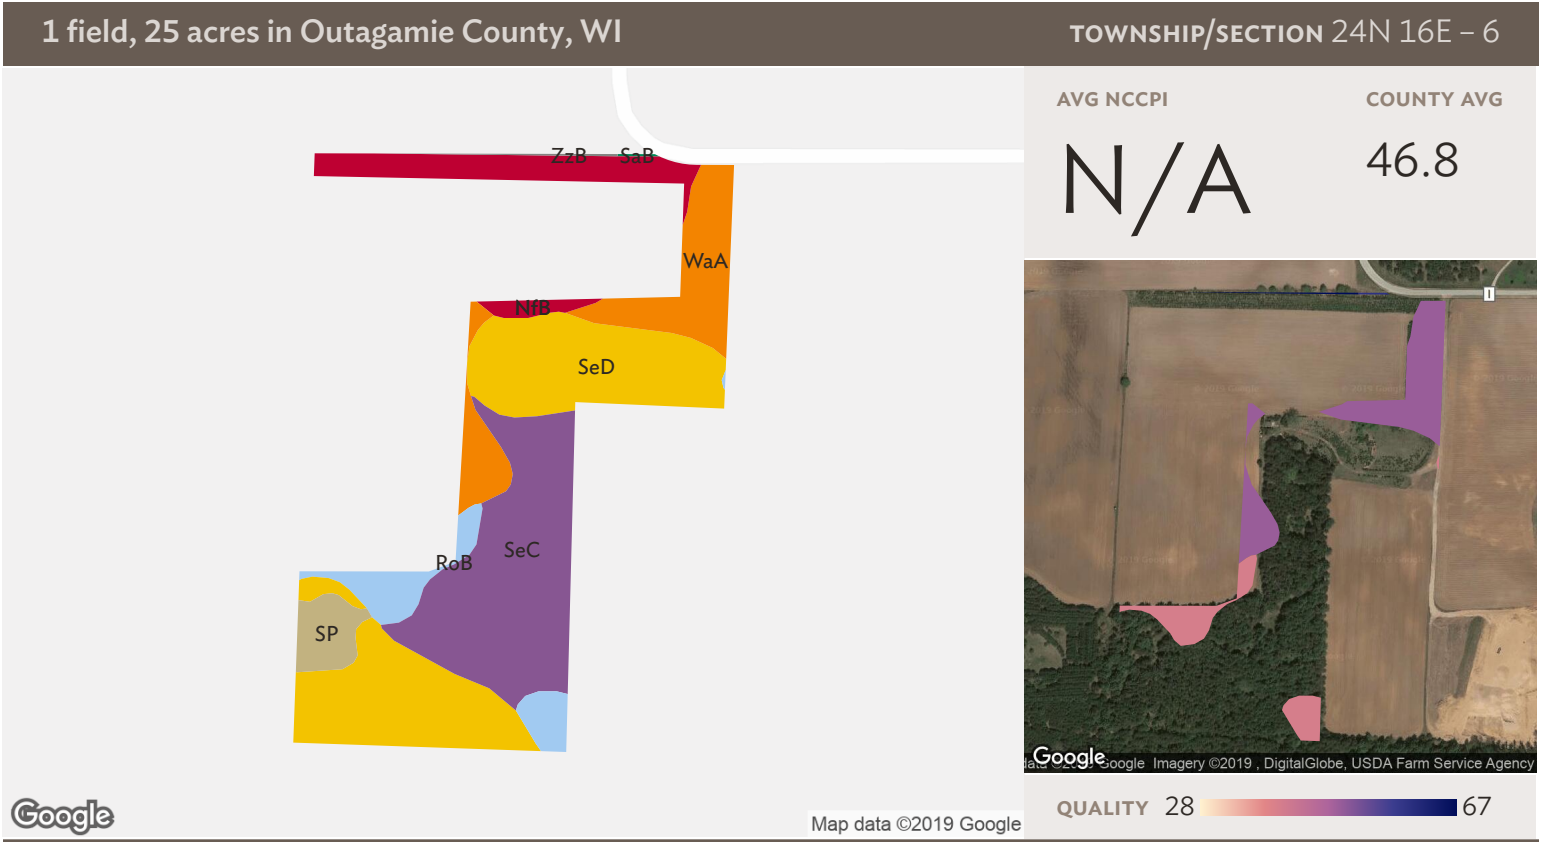 1 field, 25 acres in Outagamie County, WI
TOWNSHIP/SECTION 24N 16E – 6
ZzB
SaB
WaA
NfB
SeD
SeC
RoB
SP
Google
Map data ©2019 Google
AVG NCCPI
N/A
COUNTY AVG
46.8
I
Google
data ©2019 Google Imagery ©2019 , DigitalGlobe, USDA Farm Service Agency
QUALITY 28 67